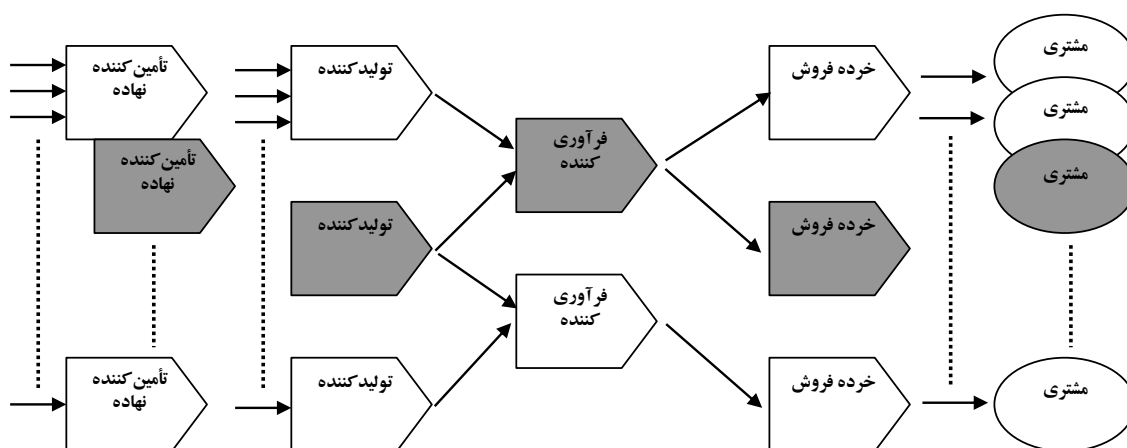 تأمین‌کننده
نهاده
تولیدکننده
خرده فروش
مشتری
مشتری
فرآوری
کننده
تأمین‌کننده
نهاده
مشتری
تولیدکننده
خرده فروش
فرآوری
کننده
تأمین‌کننده
نهاده
تولیدکننده
خرده فروش
مشتری